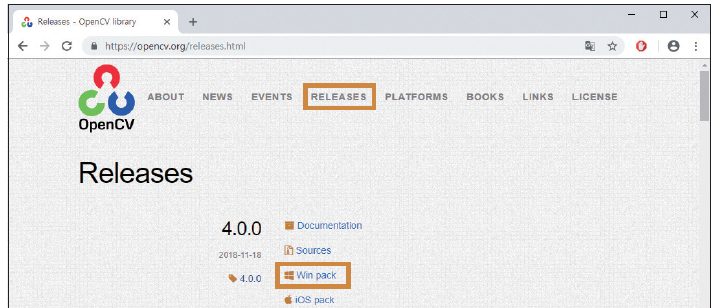 Releases - OpenCV library
https://opencv.org/releases.html
OpenCV
ABOUT NEWS EVENTS RELEASES PLATFORMS BOOKS LINKS LICENSE
Releases
4.0.0
2018-11-18
4.0.0
Documentation
Sources
Win pack
iOS pack